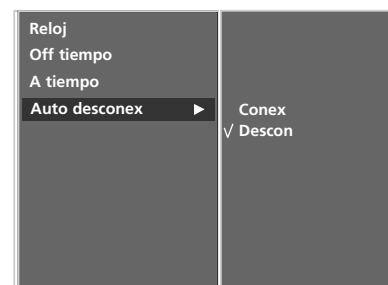 Reloj
Off tiempo
A tiempo
Auto desconex ►
Conex
√ Descon